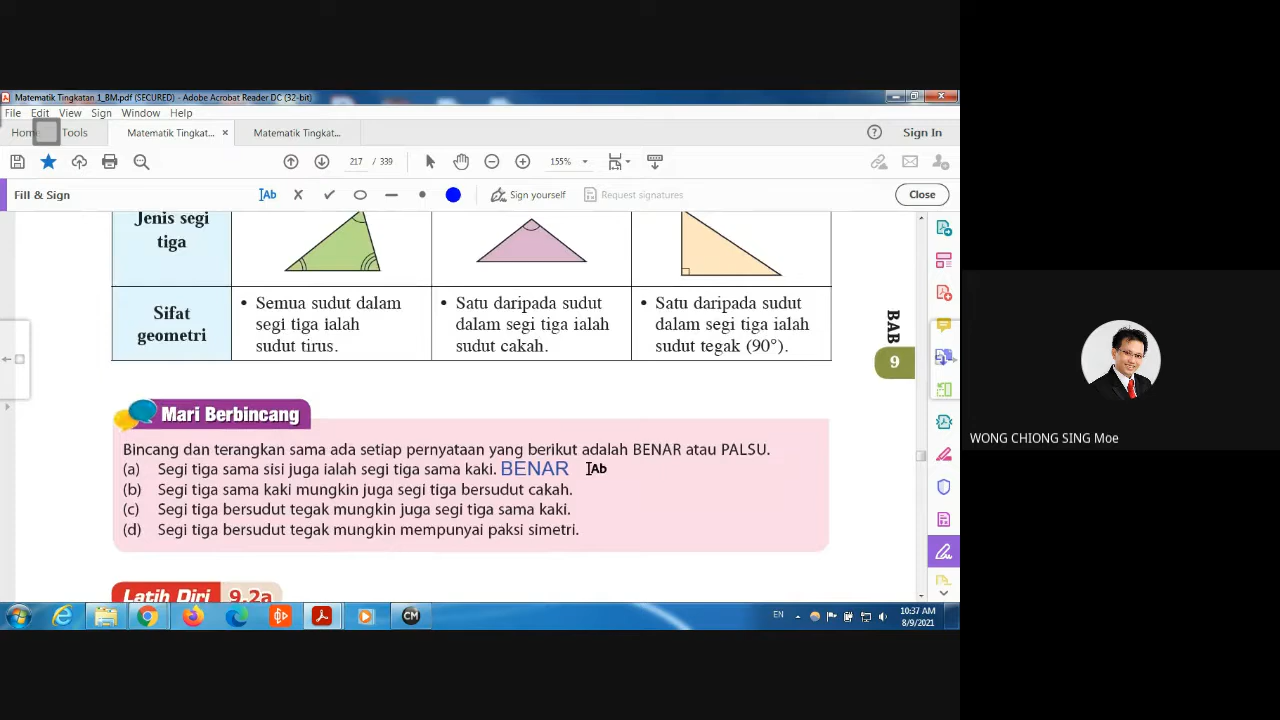 Matematik Tingkatan 1_BM.pdf (SECURED) - Adobe Acrobat Reader DC (32-bit)
File Edit View Sign Window Help
Home Tools Matematik Tingkat... × Matematik Tingkat... Sign In
217 / 339 155%
Fill & Sign Ab Sign yourself Request signatures Close
Jenis segi
tiga
Sifat
geometri
• Semua sudut dalam
segi tiga ialah
sudut tirus.
• Satu daripada sudut
dalam segi tiga ialah
sudut cakah.
• Satu daripada sudut
dalam segi tiga ialah
sudut tegak (90°).
BAB
9
Mari Berbincang
Bincang dan terangkan sama ada setiap pernyataan yang berikut adalah BENAR atau PALSU.
(a) Segi tiga sama sisi juga ialah segi tiga sama kaki. BENAR Ab
(b) Segi tiga sama kaki mungkin juga segi tiga bersudut cakah.
(c) Segi tiga bersudut tegak mungkin juga segi tiga sama kaki.
(d) Segi tiga bersudut tegak mungkin mempunyai paksi simetri.
Latih Diri 9.2a
CM
EN
10:37 AM
8/9/2021
WONG CHIONG SING Moe